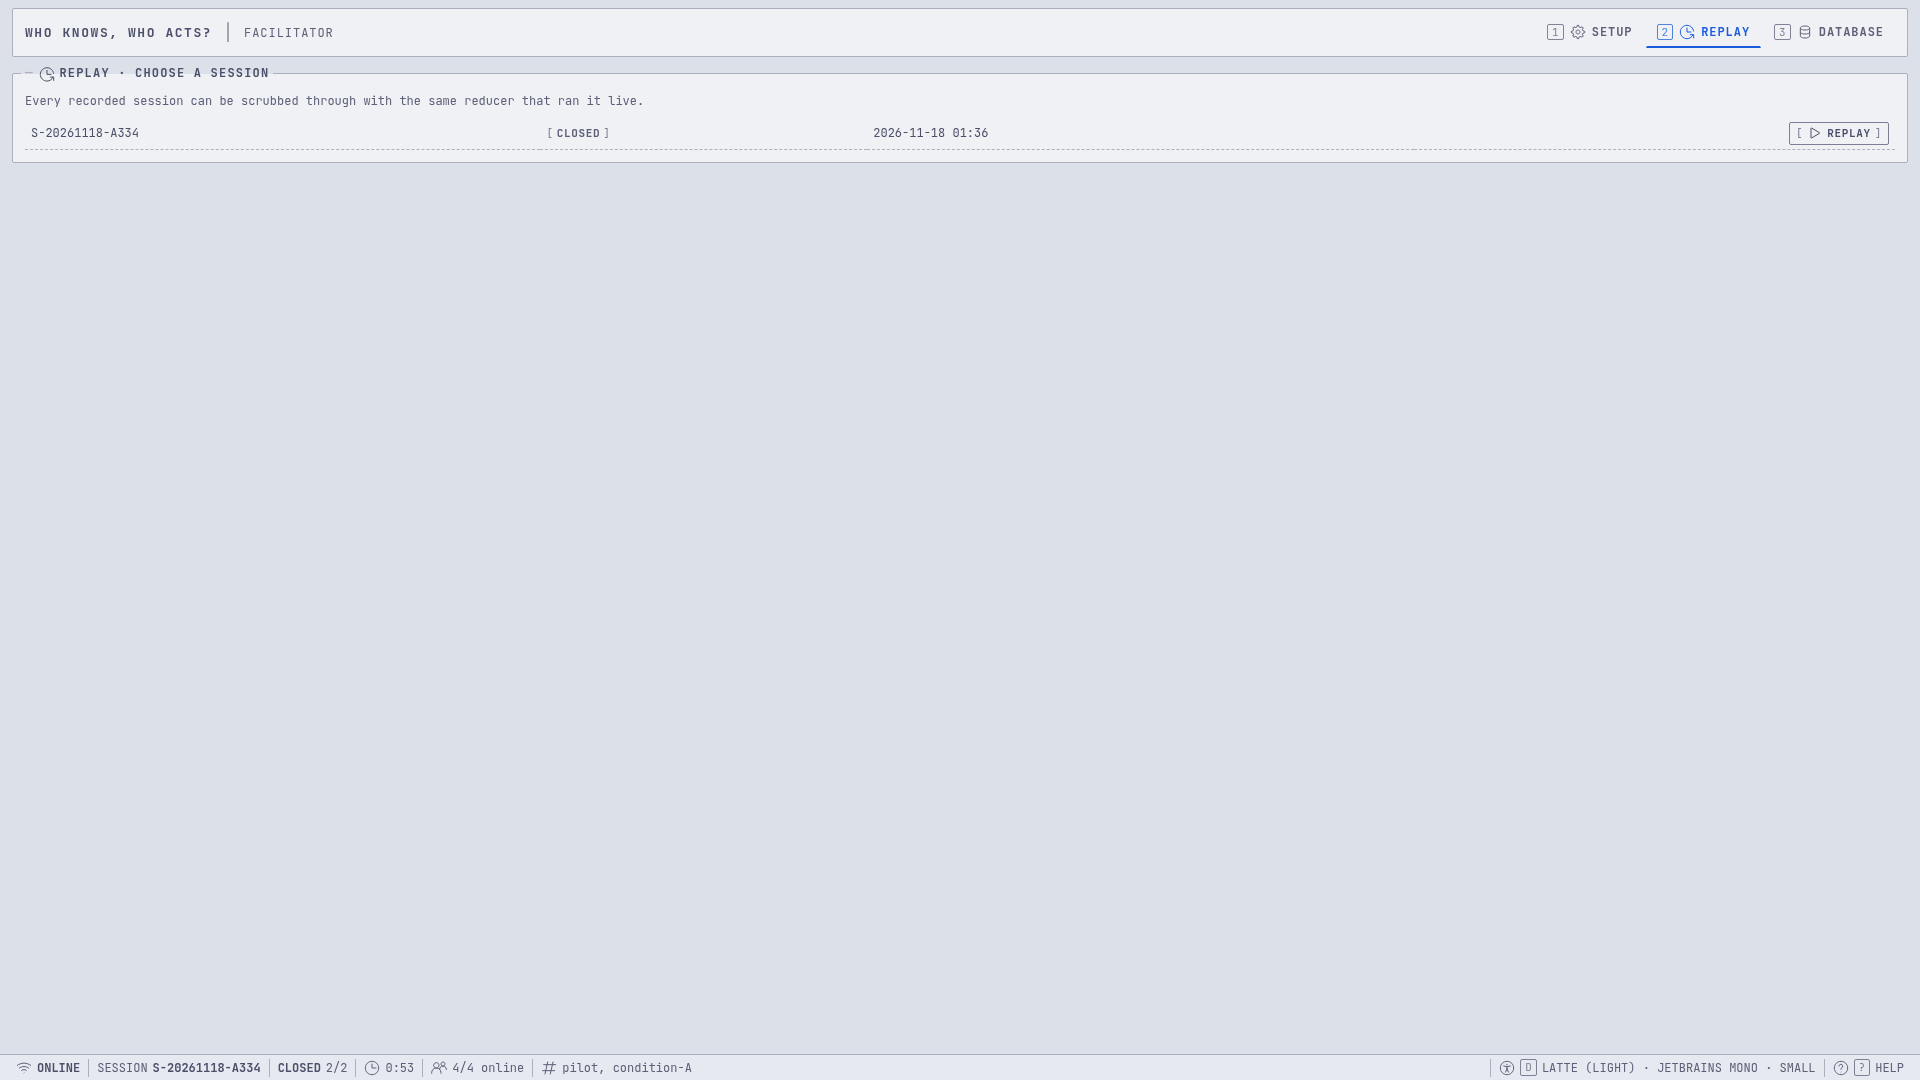 WHO KNOWS, WHO ACTS? FACILITATOR 1 SETUP 2 REPLAY 3 DATABASE
REPLAY · CHOOSE A SESSION
Every recorded session can be scrubbed through with the same reducer that ran it live.
S-20261118-A334 [CLOSED] 2026-11-18 01:36 [ REPLAY ]
ONLINE SESSION S-20261118-A334 CLOSED 2/2 0:53 4/4 online # pilot, condition-A D LATTE (LIGHT) · JETBRAINS MONO · SMALL ? HELP